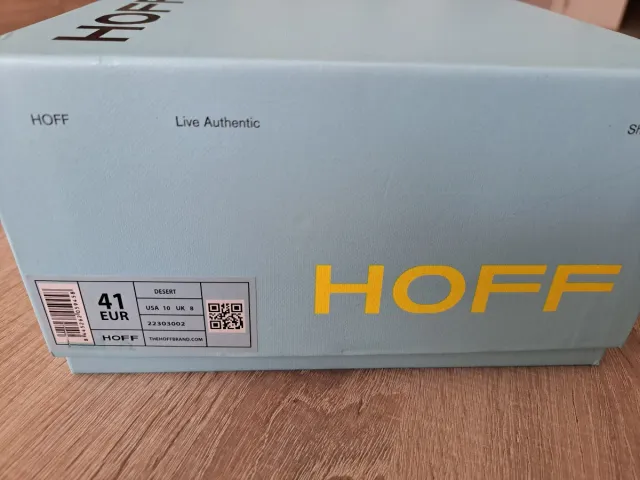 HOFF
HOFF
Live Authentic
HOFF
41
EUR
HOFF
DESERT
USA 10 UK 8
22303002
THEHOFFBRAND.COM